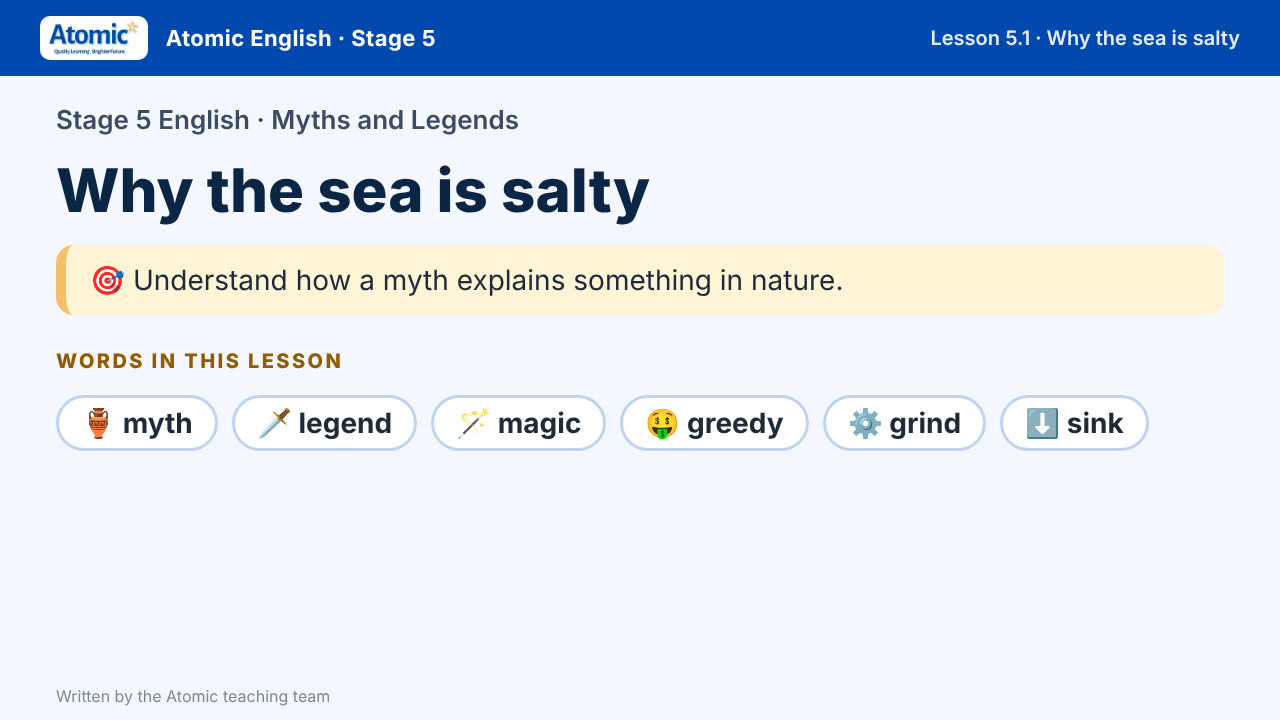 Atomic
Quality Learning . Brighter Future
Atomic English · Stage 5
Lesson 5.1 · Why the sea is salty
Stage 5 English · Myths and Legends
Why the sea is salty
Understand how a myth explains something in nature.
WORDS IN THIS LESSON
myth legend magic greedy grind sink
Written by the Atomic teaching team